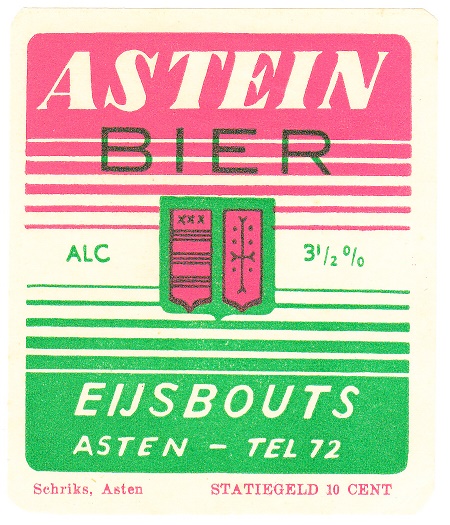 ASTEIN
BIER
ALC 3½ %
EIJSBOUTS
ASTEN – TEL 72
Schriks, Asten STATIEGELD 10 CENT